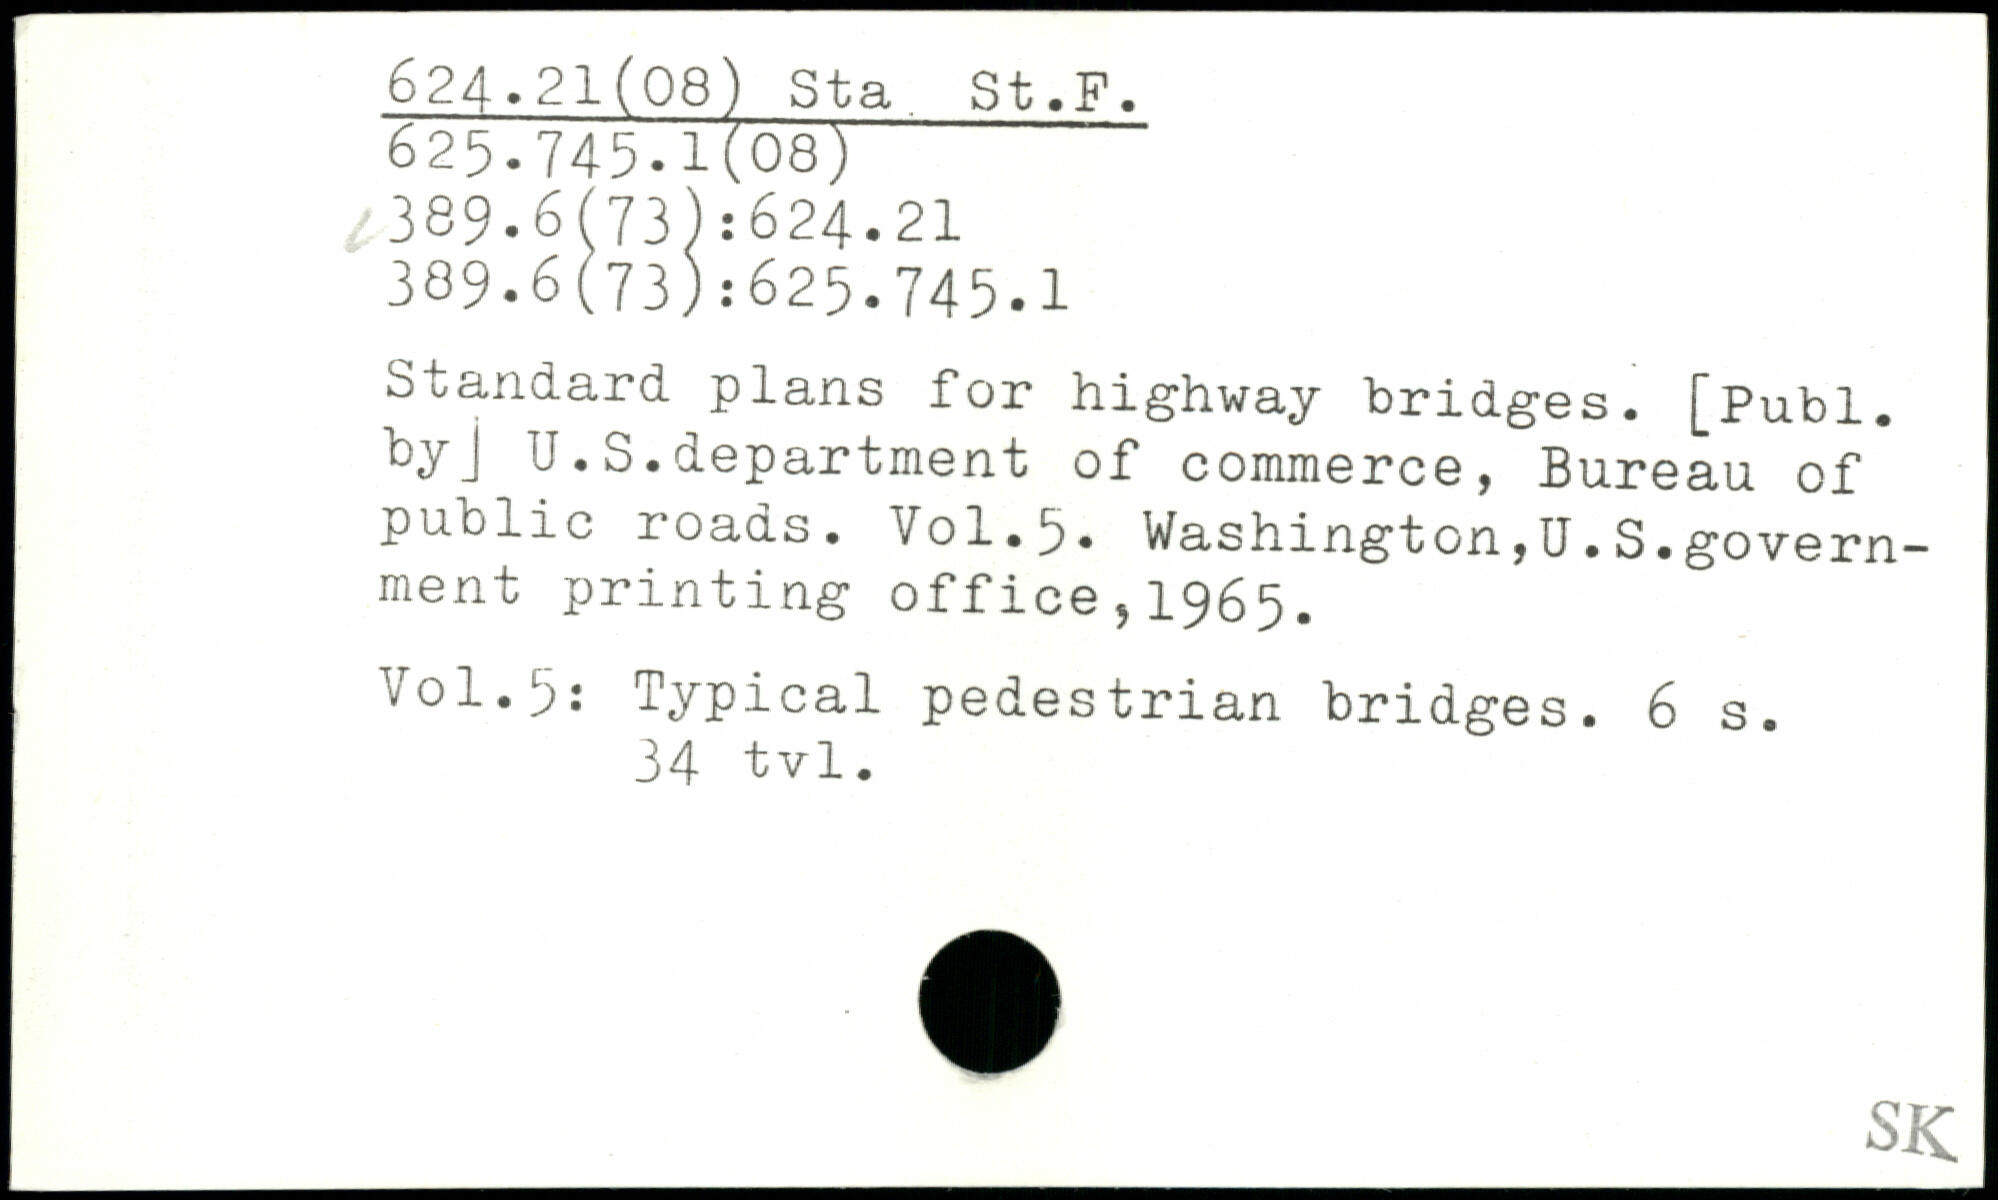 624.21(08) Sta St.F.
625.745.1(08)
389.6(73):624.21
389.6(73):625.745.1
Standard plans for highway bridges. [Publ.
by] U.S.department of commerce, Bureau of
public roads. Vol.5. Washington,U.S.govern-
ment printing office,1965.
Vol.5: Typical pedestrian bridges. 6 s.
34 tvl.
SK